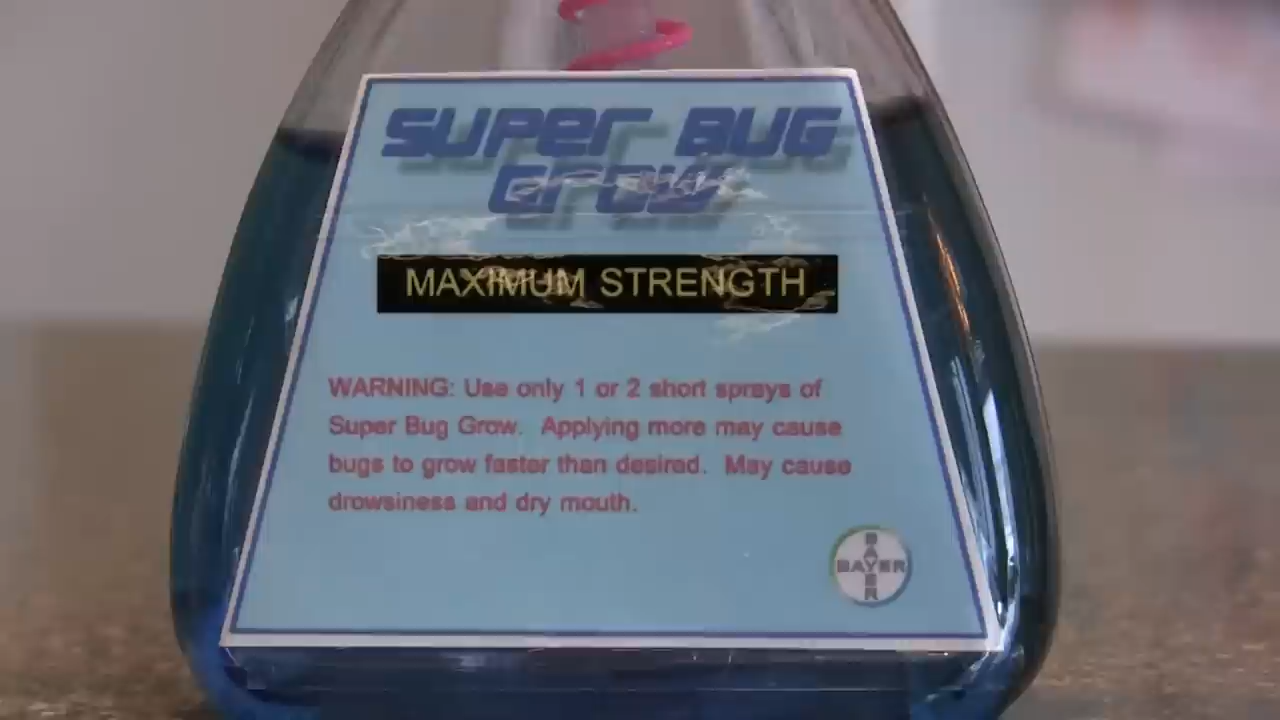 SUPER BUG
GROW
MAXIMUM STRENGTH
WARNING: Use only 1 or 2 short sprays of
Super Bug Grow. Applying more may cause
bugs to grow faster than desired. May cause
drowsiness and dry mouth.
BAYER
BAYER